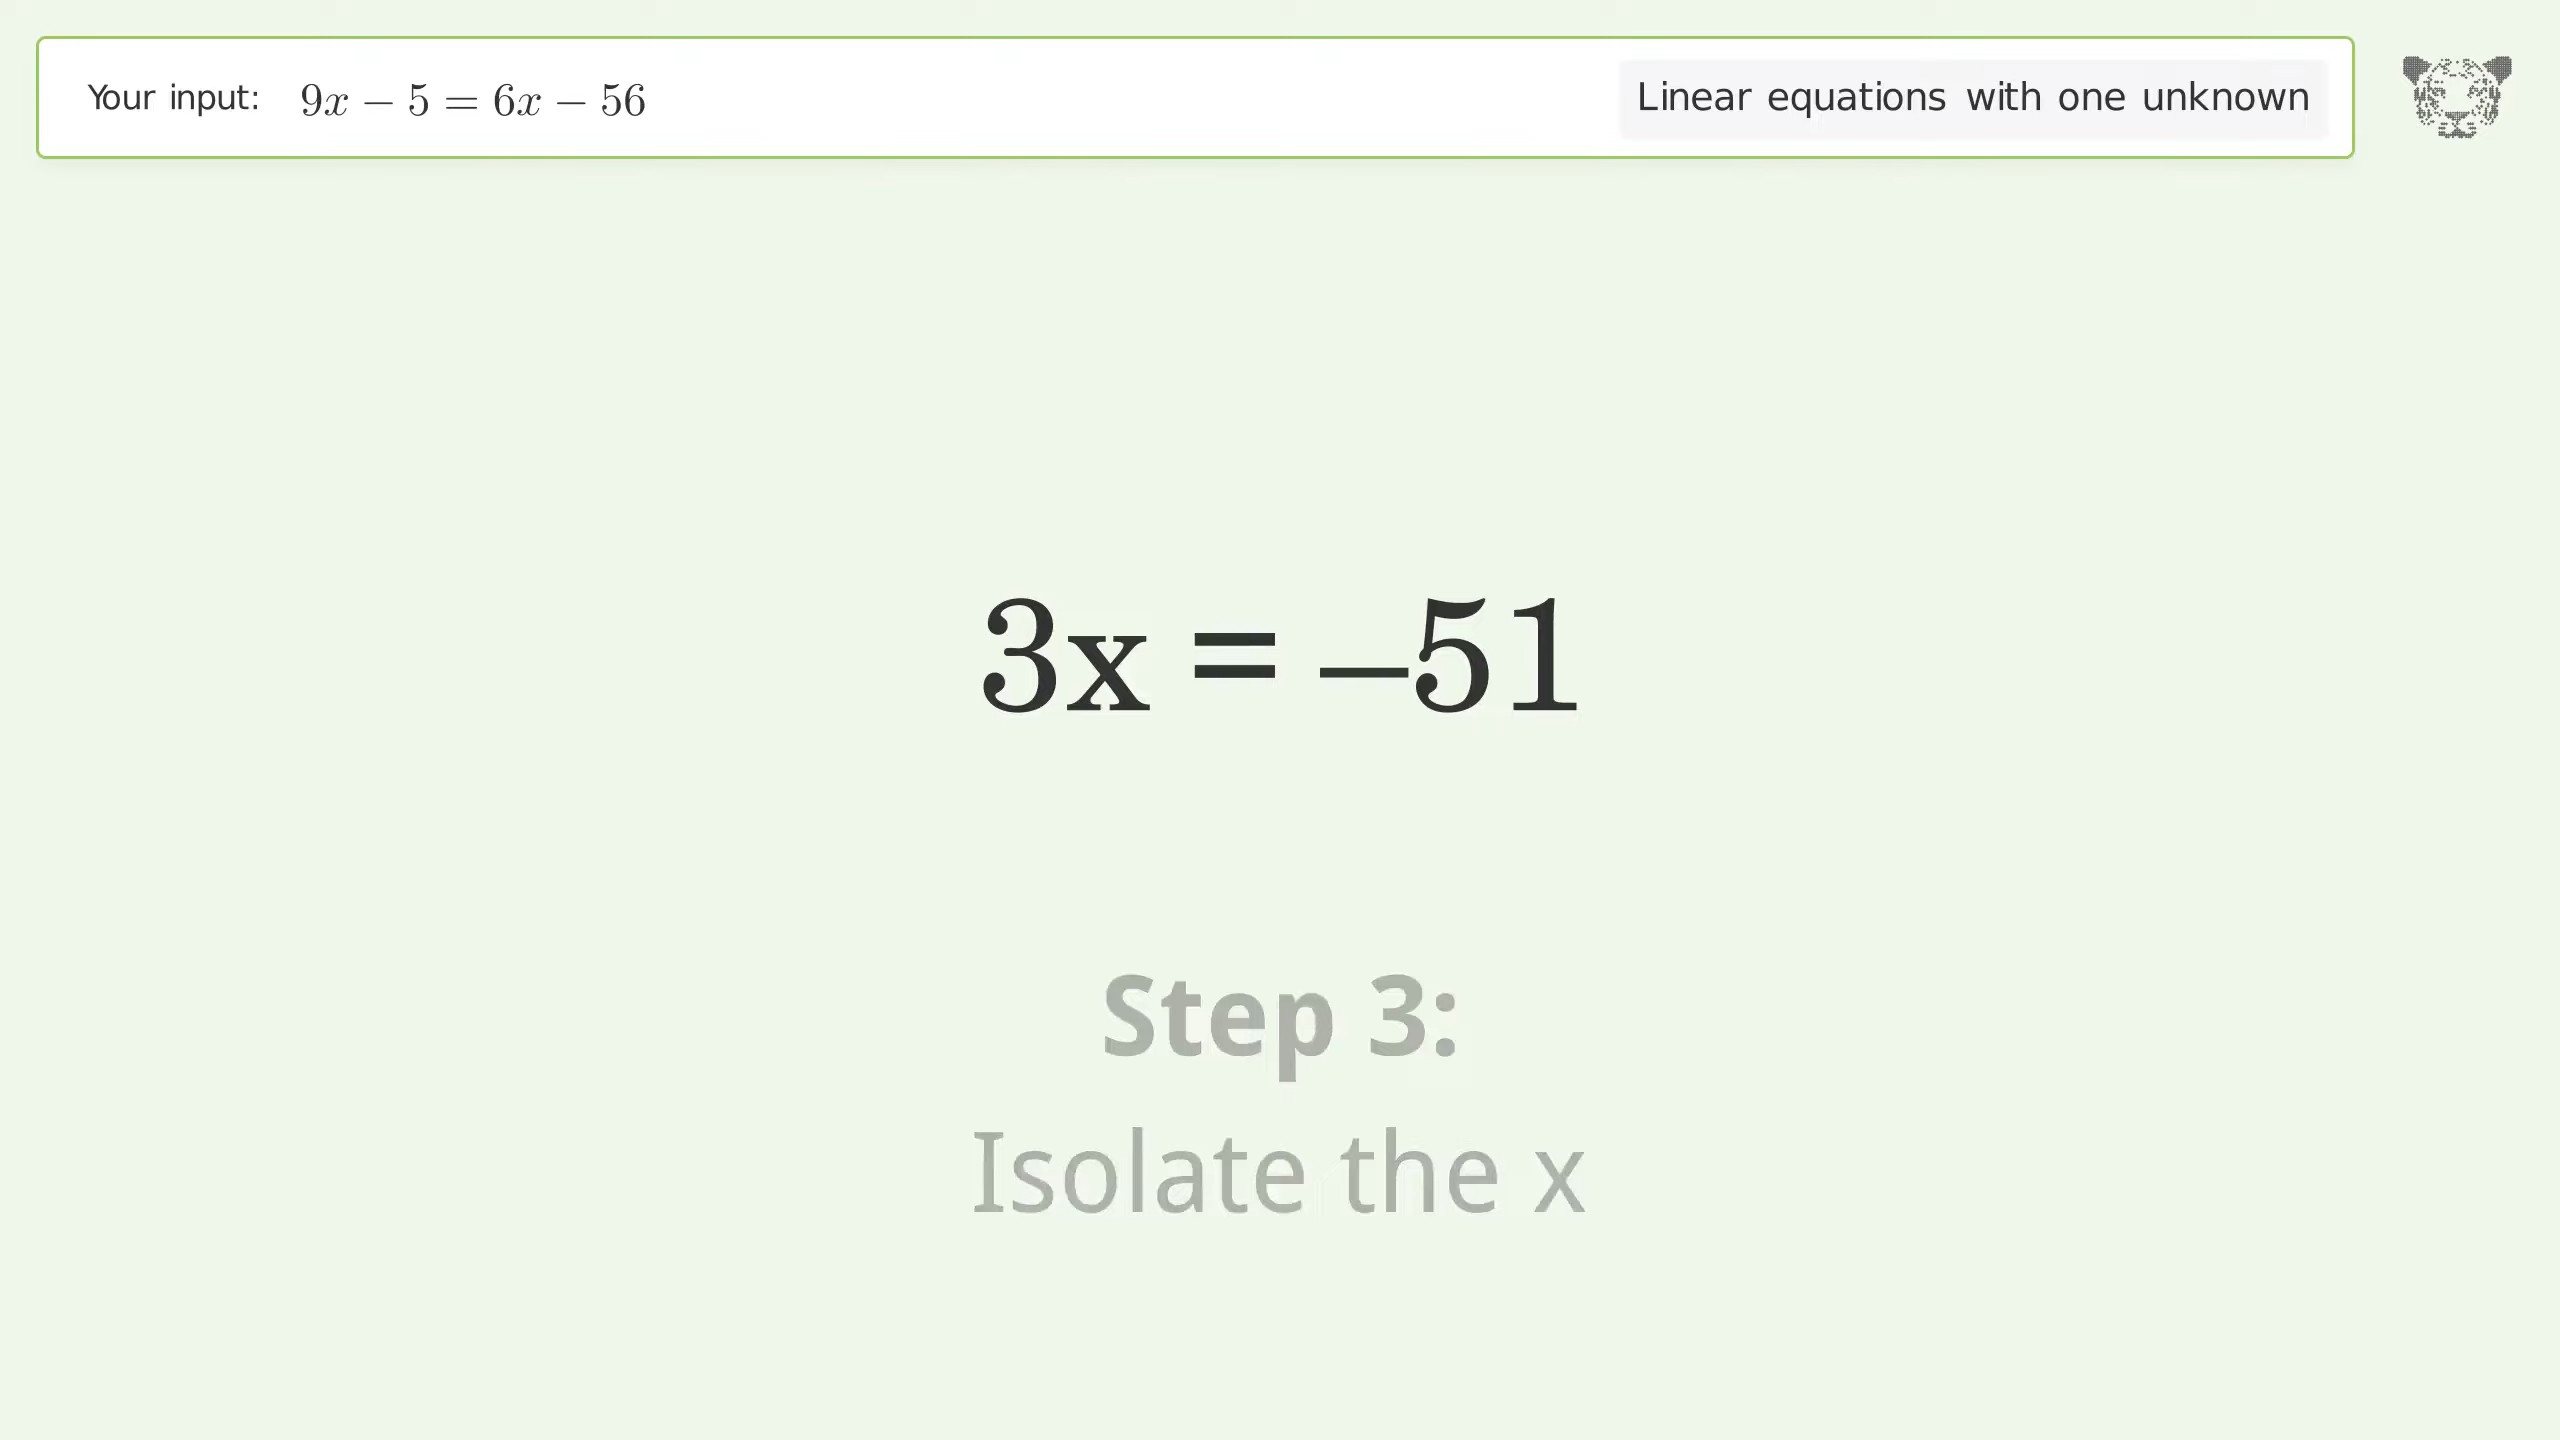 Your input: 9x − 5 = 6x − 56
Linear equations with one unknown
3x = –51
Step 3:
Isolate the x